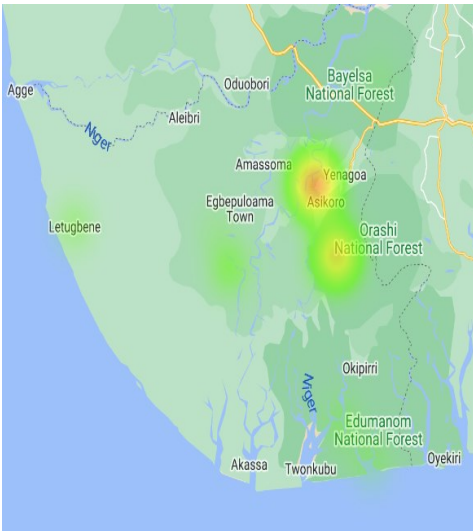 Bayelsa
National Forest
Oduobori
Agge
Aleibri
Niger
Amassoma
Yenagoa
Egbepuloama
Town
Asikoro
Letugbene
Orashi
National Forest
Okipirri
Niger
Edumanom
National Forest
Akassa
Twonkubu
Oyekiri